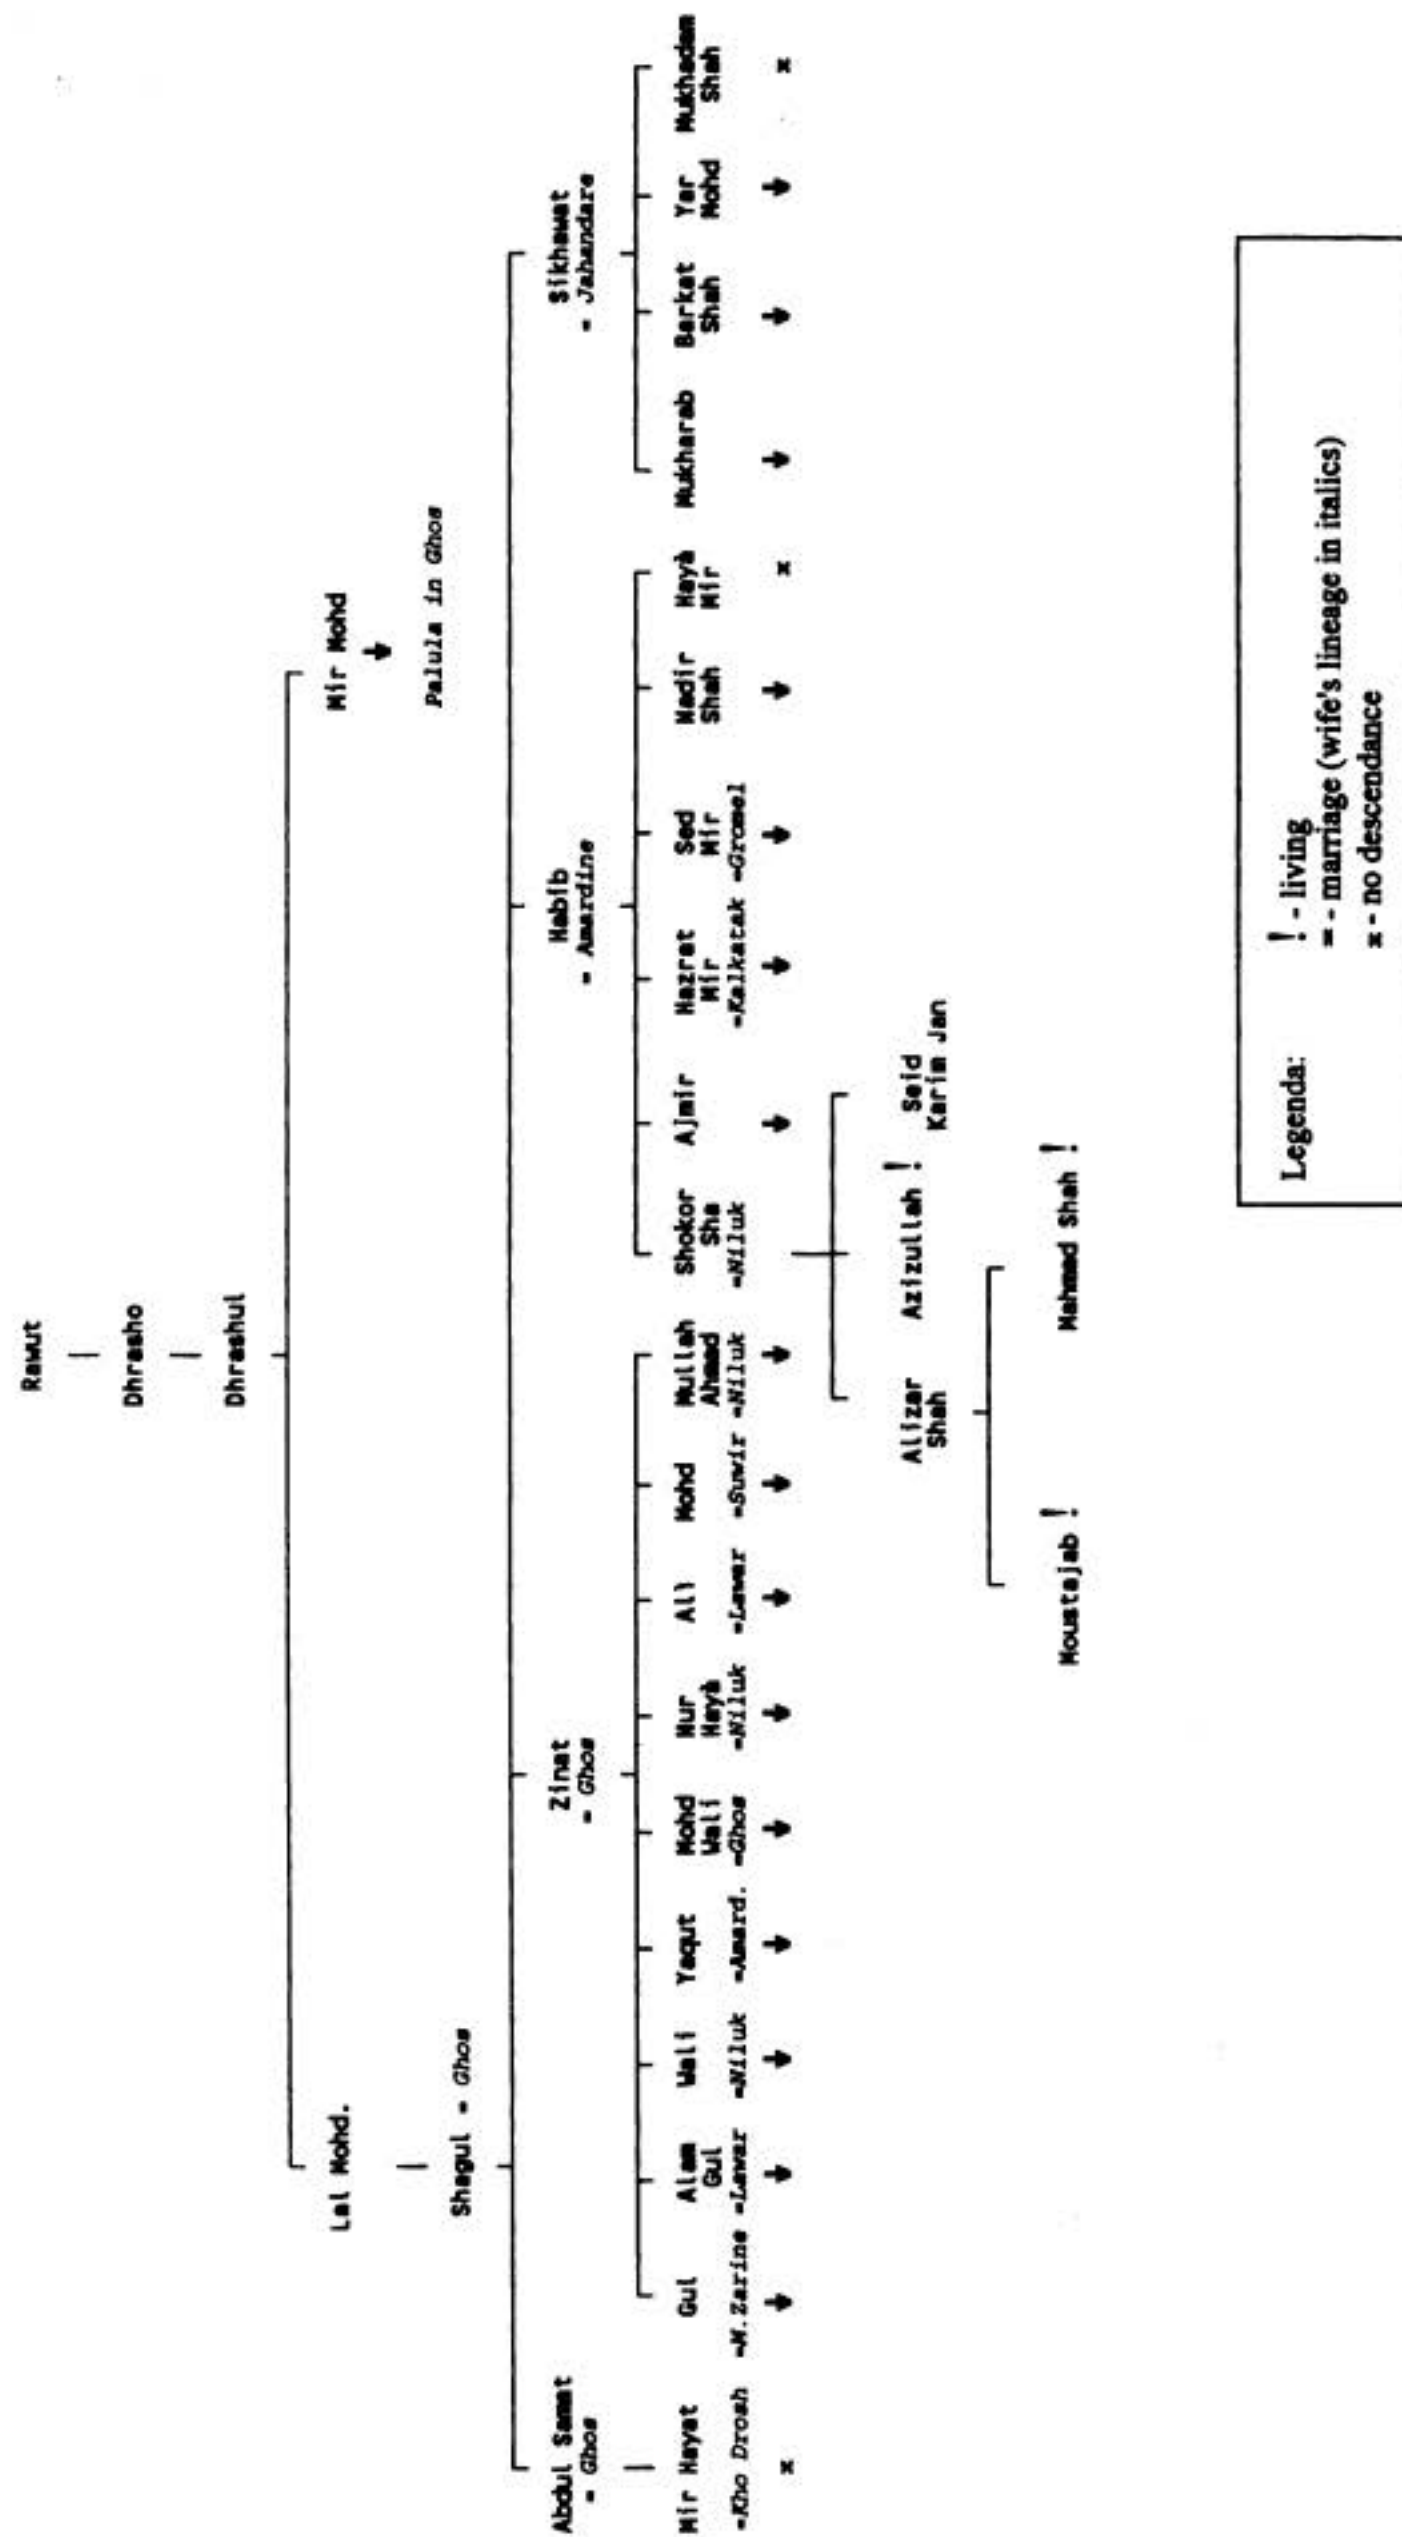 Rawut
Dhrasho
Dhrashul
Lal Mohd.
Mir Mohd
Palula in Ghos
Shagul = Ghos
Abdul Samat
= Ghos
Zinat
= Ghos
Habib
= Amardine
Sikhawat
= Jahandare
Mir Hayat
=Kho Drosh
x
Gul
=M.Zarine
Alam
Gul
=Lawar
Wali
=Niluk
Yaqut
=Amard.
Mohd
Wali
=Ghos
Nur
Hayà
=Niluk
Ali
=Lawar
Mohd
=Suwir
Mullah
Ahmad
=Niluk
Shokor
Sha
=Niluk
Ajmir
Hazrat
Mir
=Kalkatak
Sed
Mir
=Gromel
Nadir
Shah
Hayà
Mir
x
Mukharab
Barkat
Shah
Yar
Mohd
Mukhadam
Shah
x
Alizar
Shah
Azizullah !
Seid
Karim Jan
Moustajab !
Mahmad Shah !
Legenda:
! - living
= - marriage (wife's lineage in italics)
x - no descendance